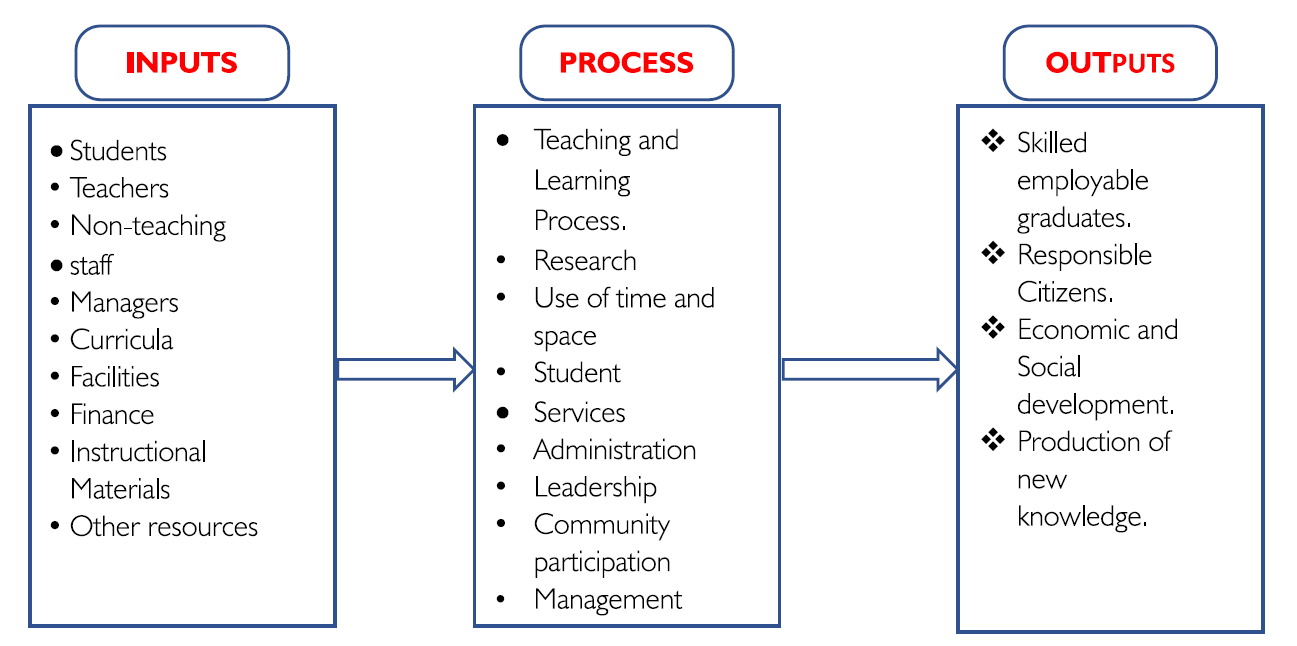 INPUTS
• Students
• Teachers
• Non-teaching
• staff
• Managers
• Curricula
• Facilities
• Finance
• Instructional
Materials
• Other resources
PROCESS
• Teaching and
Learning
Process.
• Research
• Use of time and
space
• Student
• Services
• Administration
• Leadership
• Community
participation
• Management
OUTPUTS
❖ Skilled
employable
graduates.
❖ Responsible
Citizens.
❖ Economic and
Social
development.
❖ Production of
new
knowledge.